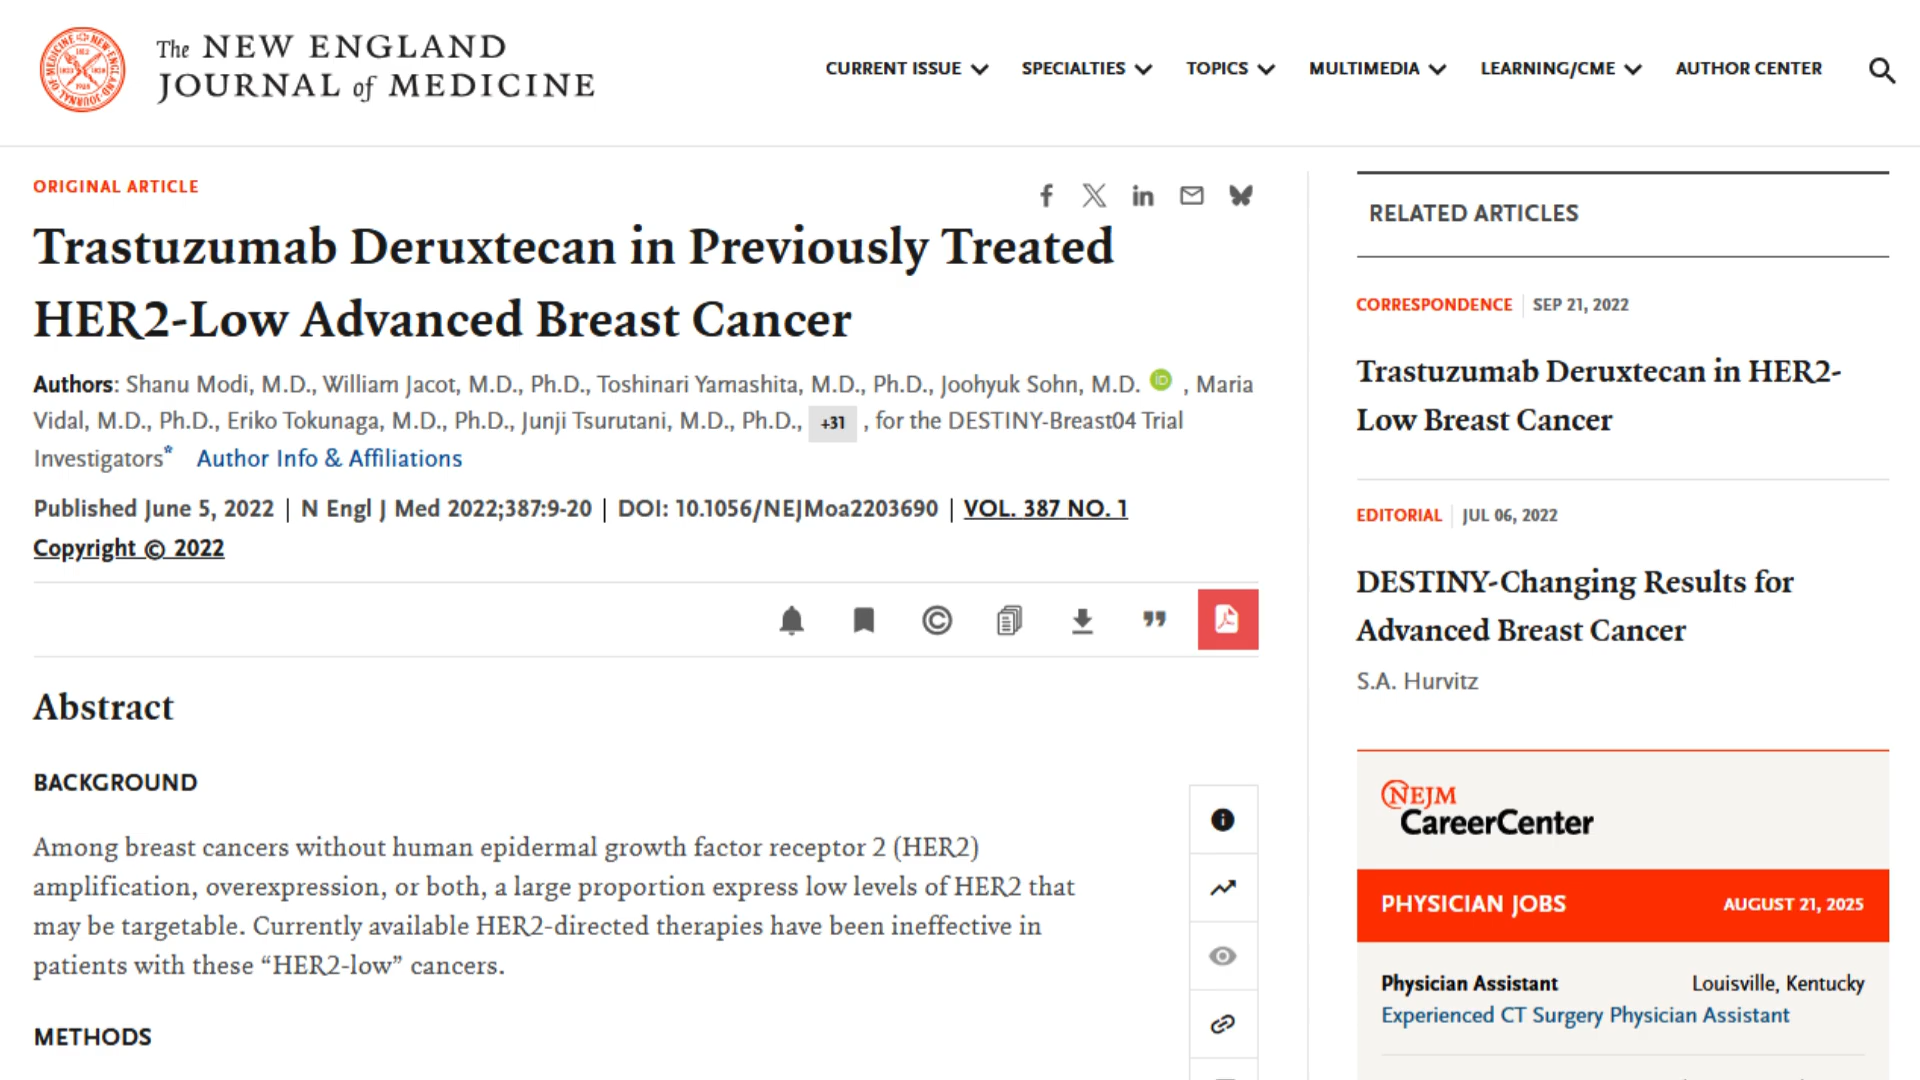 The NEW ENGLAND
JOURNAL of MEDICINE
CURRENT ISSUE
SPECIALTIES
TOPICS
MULTIMEDIA
LEARNING/CME
AUTHOR CENTER
ORIGINAL ARTICLE
Trastuzumab Deruxtecan in Previously Treated
HER2-Low Advanced Breast Cancer
Authors: Shanu Modi, M.D., William Jacot, M.D., Ph.D., Toshinari Yamashita, M.D., Ph.D., Joohyuk Sohn, M.D. iD , Maria
Vidal, M.D., Ph.D., Eriko Tokunaga, M.D., Ph.D., Junji Tsurutani, M.D., Ph.D., +31 , for the DESTINY-Breast04 Trial
Investigators* Author Info & Affiliations
Published June 5, 2022 | N Engl J Med 2022;387:9-20 | DOI: 10.1056/NEJMoa2203690 | VOL. 387 NO. 1
Copyright © 2022
Abstract
BACKGROUND
Among breast cancers without human epidermal growth factor receptor 2 (HER2)
amplification, overexpression, or both, a large proportion express low levels of HER2 that
may be targetable. Currently available HER2-directed therapies have been ineffective in
patients with these “HER2-low” cancers.
METHODS
RELATED ARTICLES
CORRESPONDENCE | SEP 21, 2022
Trastuzumab Deruxtecan in HER2-
Low Breast Cancer
EDITORIAL | JUL 06, 2022
DESTINY-Changing Results for
Advanced Breast Cancer
S.A. Hurvitz
NEJM
CareerCenter
PHYSICIAN JOBS AUGUST 21, 2025
Physician Assistant Louisville, Kentucky
Experienced CT Surgery Physician Assistant